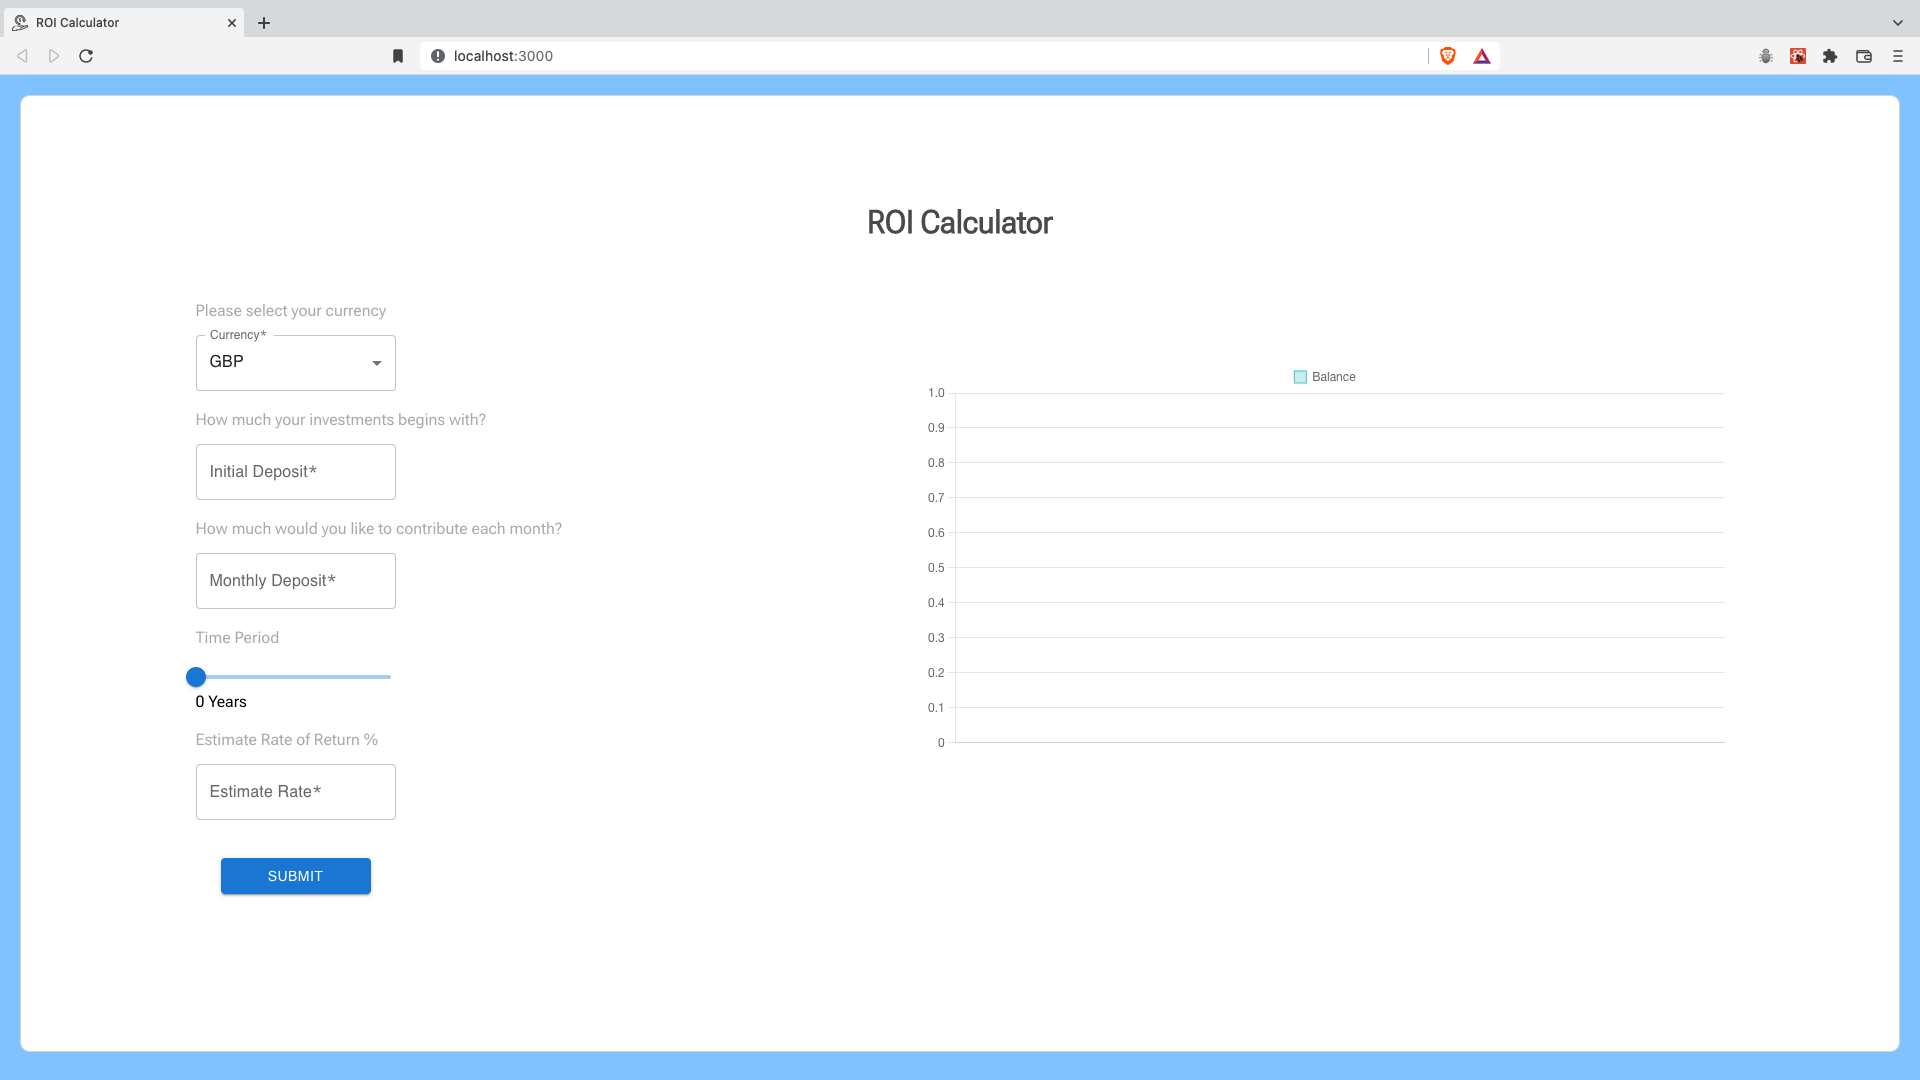 ROI Calculator
localhost:3000
ROI Calculator
Please select your currency
Currency*
GBP
How much your investments begins with?
Initial Deposit*
How much would you like to contribute each month?
Monthly Deposit*
Time Period
0 Years
Estimate Rate of Return %
Estimate Rate*
SUBMIT
Balance
1.0
0.9
0.8
0.7
0.6
0.5
0.4
0.3
0.2
0.1
0